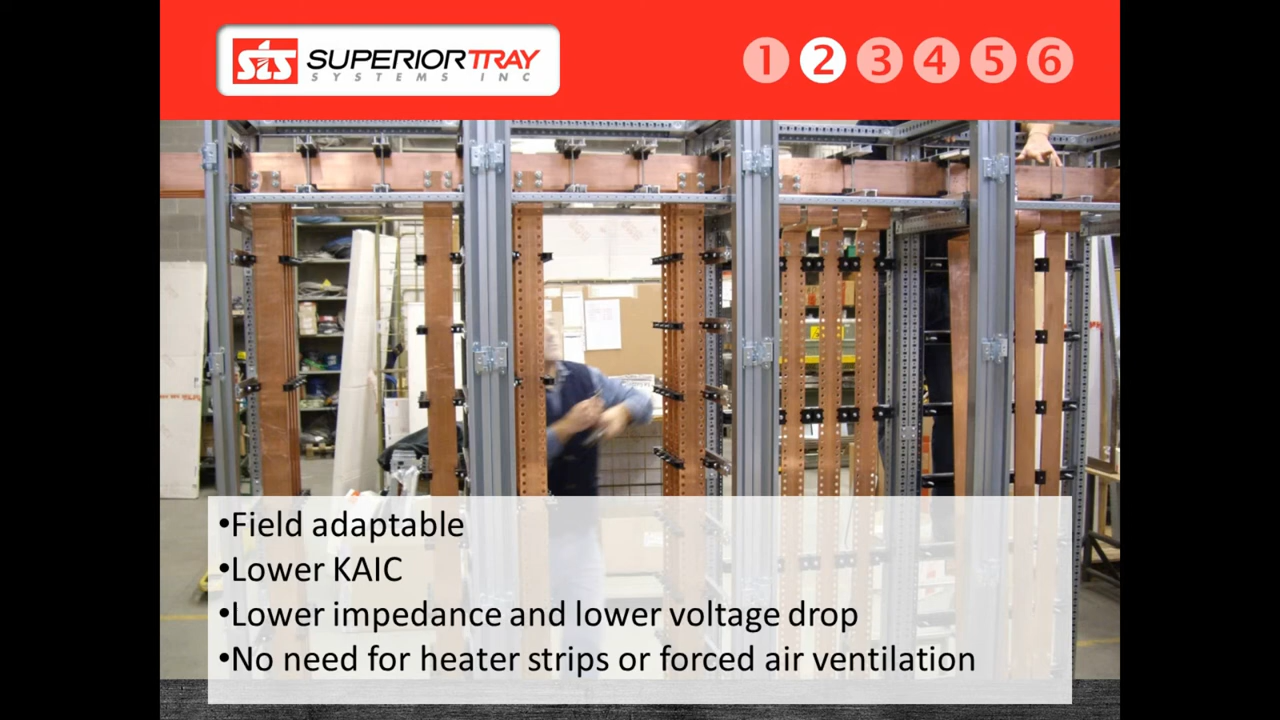 sts SUPERIORTRAY
SYSTEMS INC
1 2 3 4 5 6
•Field adaptable
•Lower KAIC
•Lower impedance and lower voltage drop
•No need for heater strips or forced air ventilation